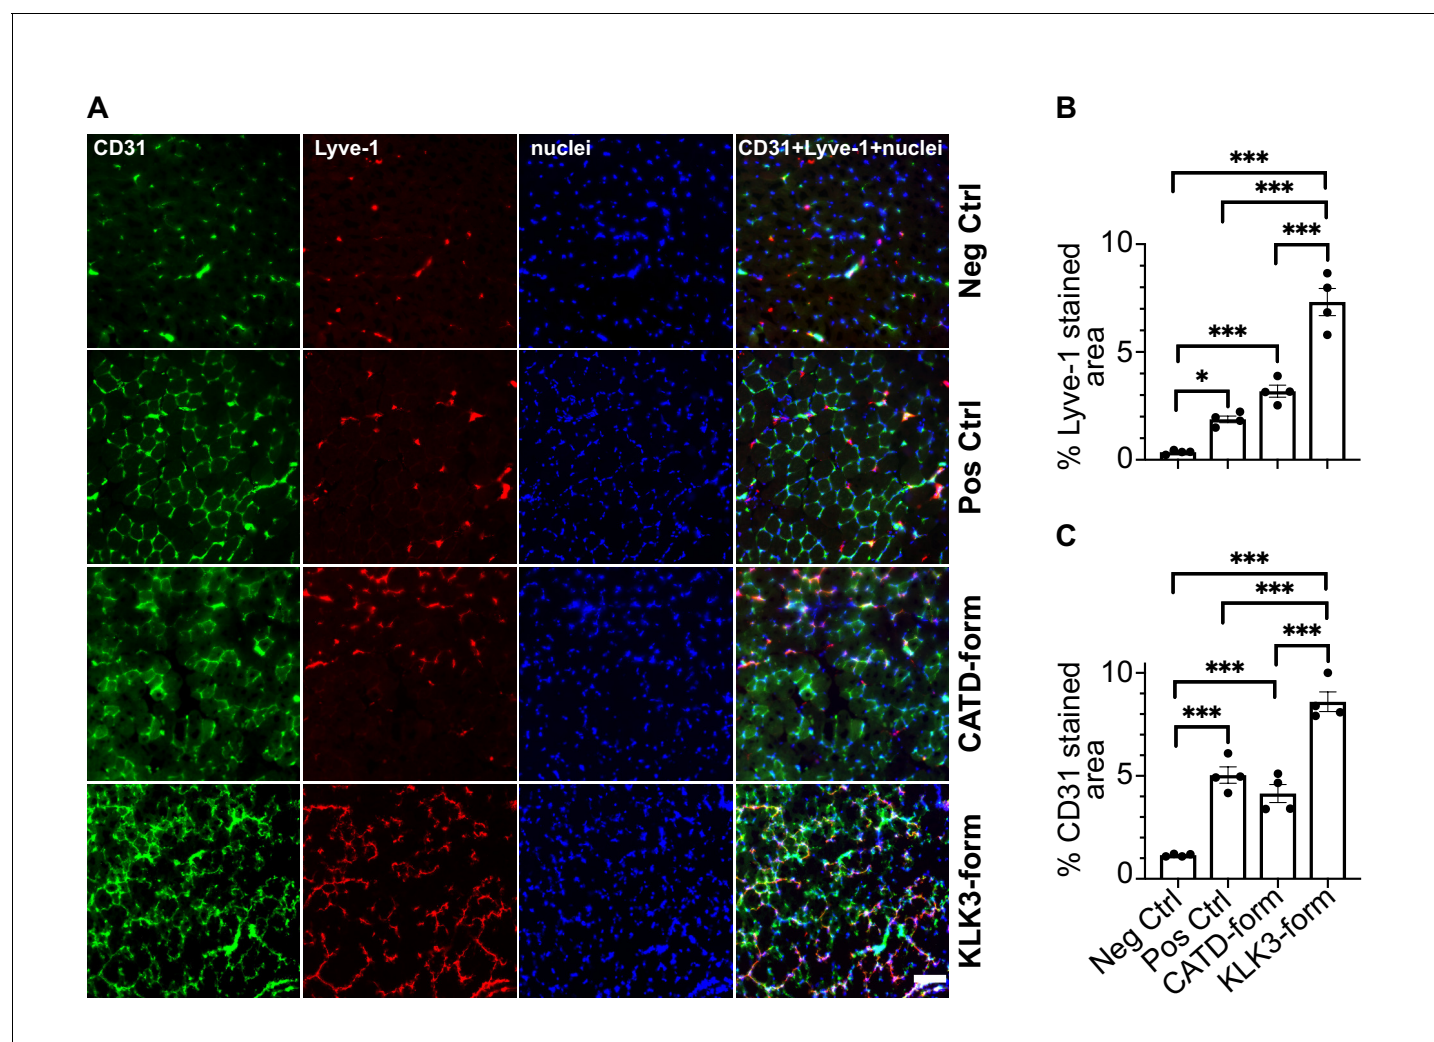 A
CD31
Lyve-1
nuclei
CD31+Lyve-1+nuclei
Neg Ctrl
Pos Ctrl
CATD-form
KLK3-form
B
***
***
***
***
*
10
5
0
% Lyve-1 stained
area
C
***
***
***
***
***
10
5
0
% CD31 stained
area
Neg Ctrl
Pos Ctrl
CATD-form
KLK3-form